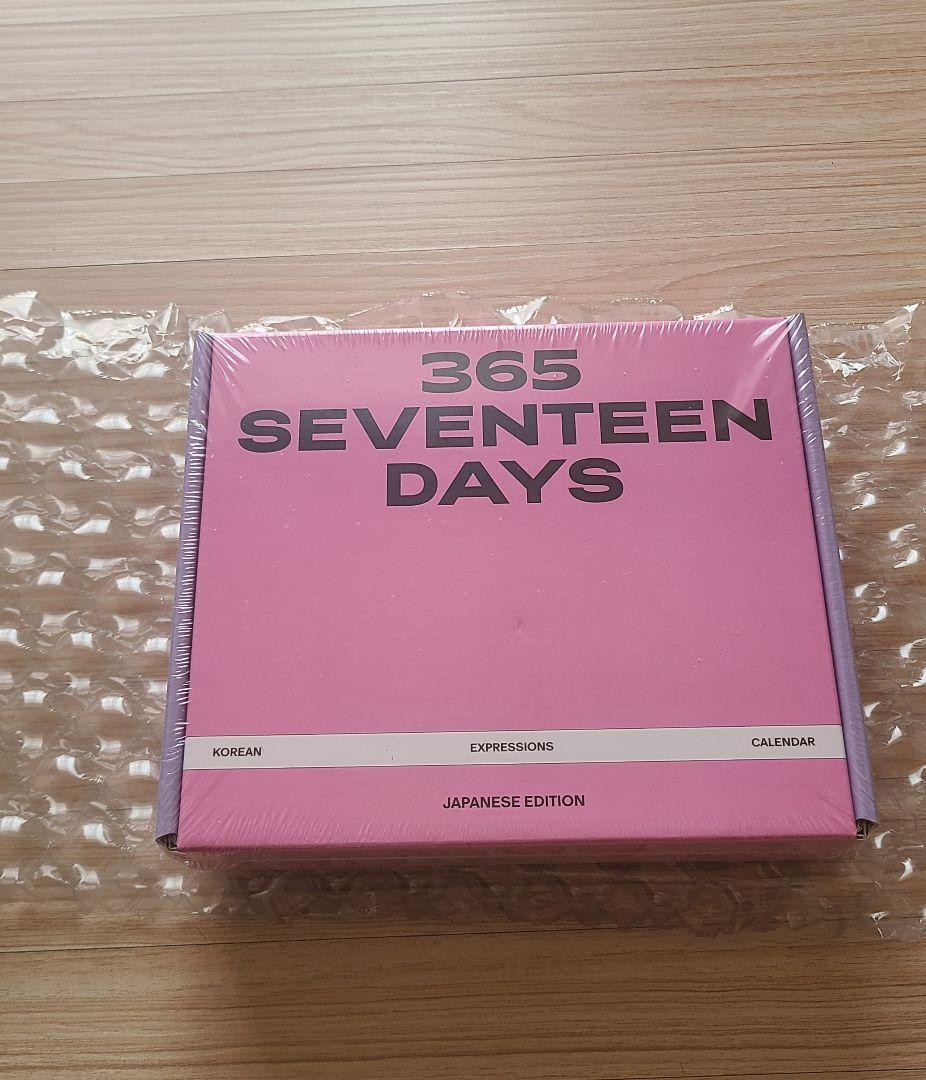 365
SEVENTEEN
DAYS
KOREAN EXPRESSIONS CALENDAR
JAPANESE EDITION